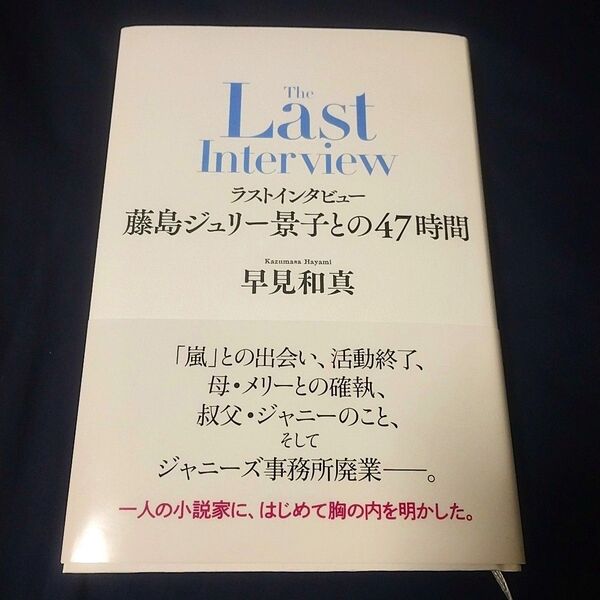 The
Last
Interview
ラストインタビュー
藤島ジュリー景子との47時間
Kazumasa Hayami
早見和真
「嵐」との出会い、活動終了、
母・メリーとの確執、
叔父・ジャニーのこと、
そして
ジャニーズ事務所廃業――。
一人の小説家に、はじめて胸の内を明かした。